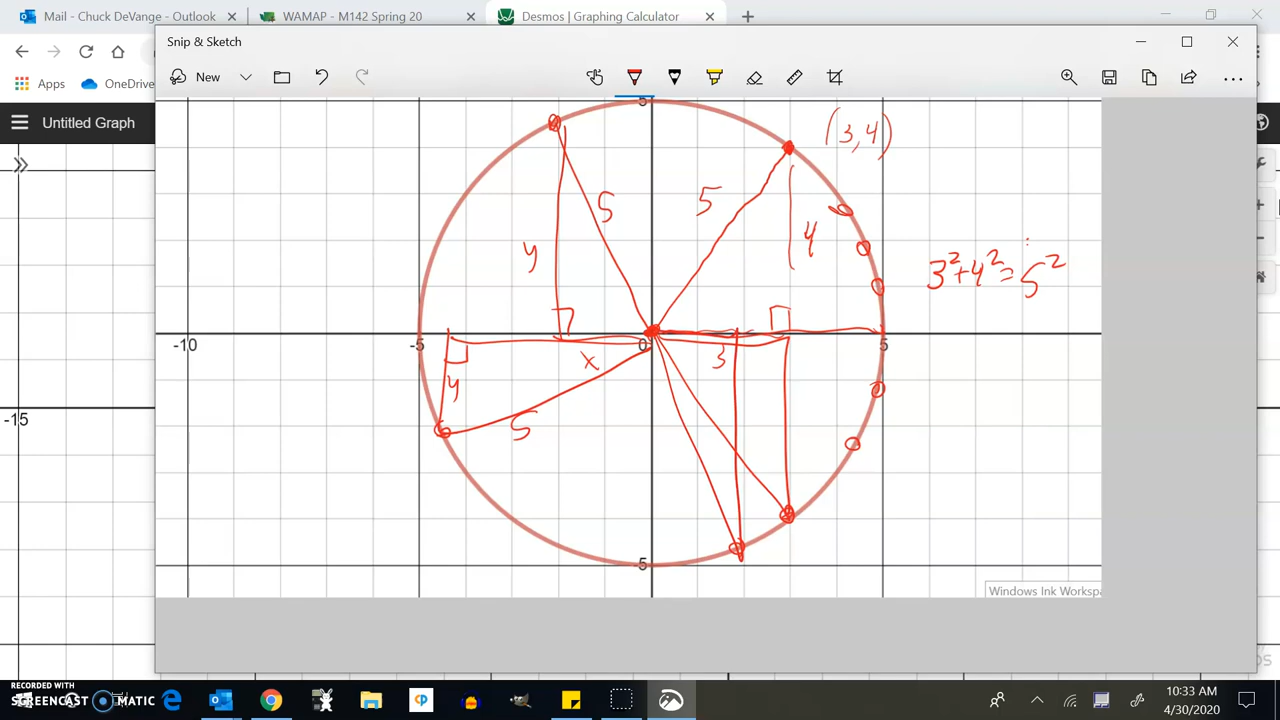 Mail - Chuck DeVange - Outlook
WAMAP - M142 Spring 20
Desmos | Graphing Calculator
Snip & Sketch
New
Apps
OneDrive
Untitled Graph
5
(3,4)
5
5
y
4
3²+4²=5²
-10
-5
0
5
x
3
y
-15
5
-5
Windows Ink Workspa
RECORDED WITH
SCREENCAST MATIC
10:33 AM
4/30/2020